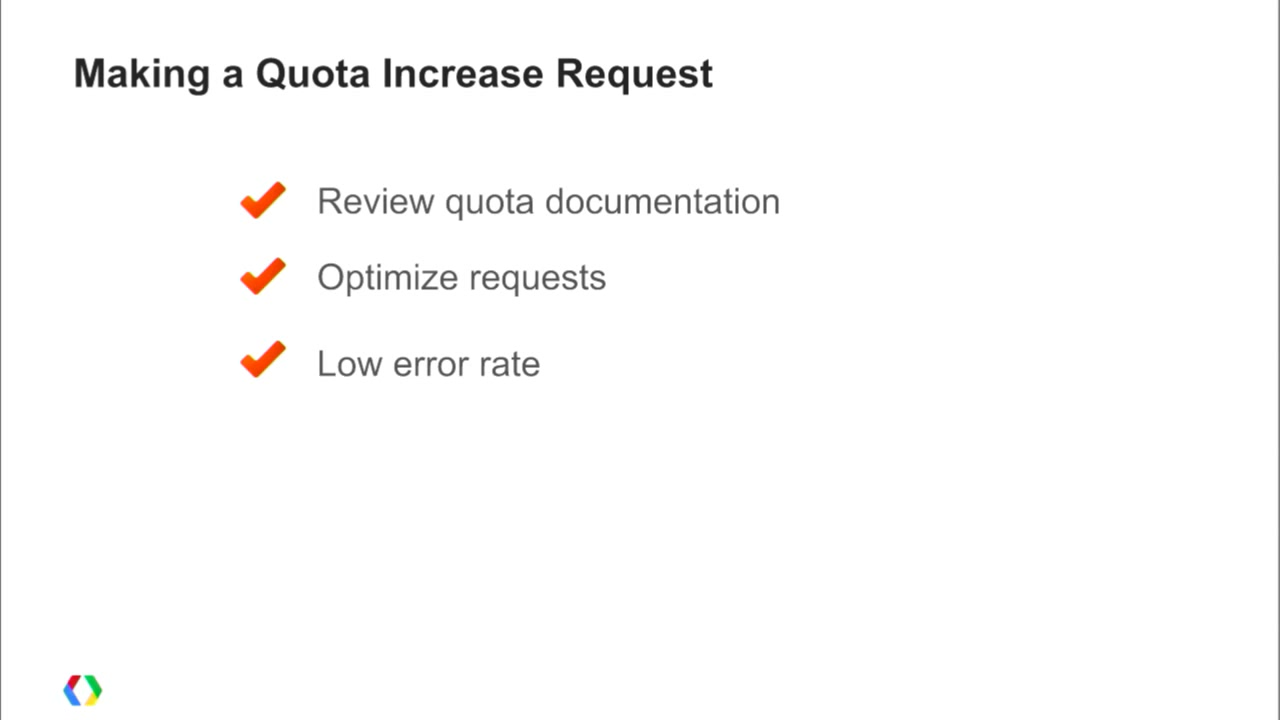 Making a Quota Increase Request
Review quota documentation
Optimize requests
Low error rate